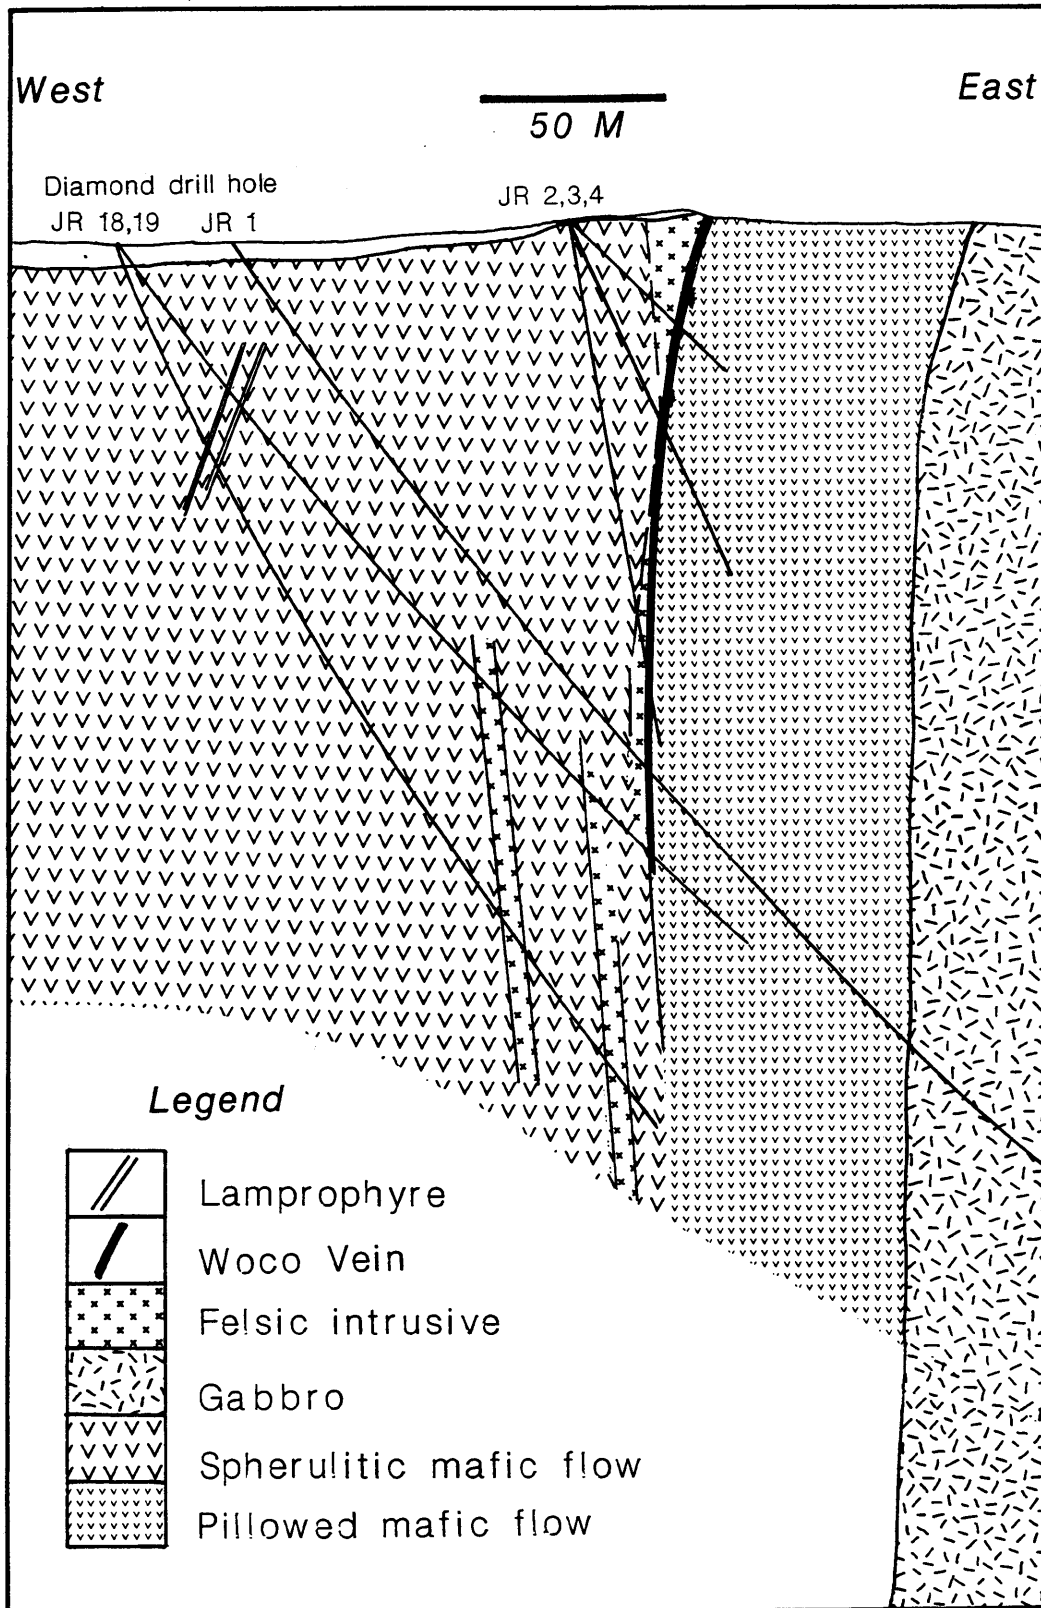 West
East
50 M
Diamond drill hole
JR 18,19
JR 1
JR 2,3,4
Legend
Lamprophyre
Woco Vein
Felsic intrusive
Gabbro
Spherulitic mafic flow
Pillowed mafic flow